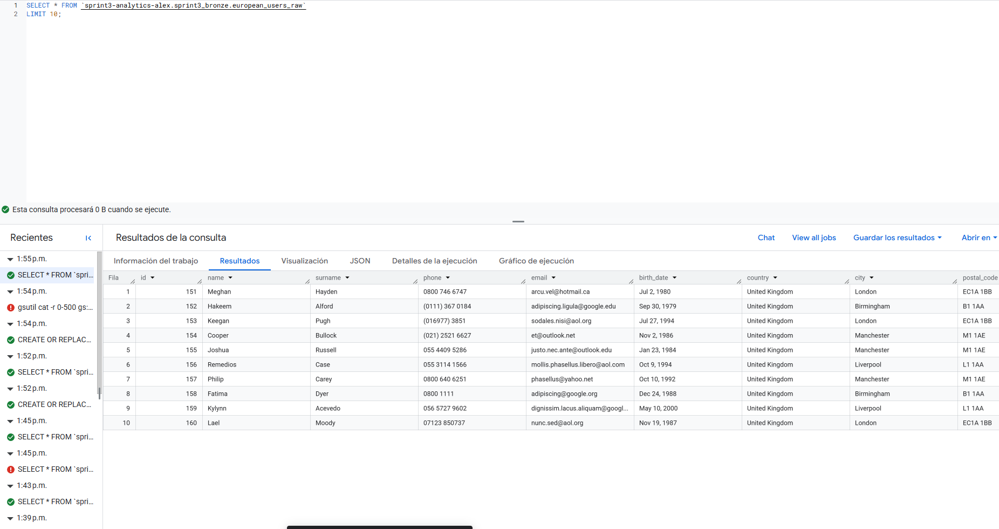 1 SELECT * FROM `sprint3-analytics-alex.sprint3_bronze.european_users_raw`
2 LIMIT 10;
Esta consulta procesará 0 B cuando se ejecute.
Recientes
1:55 p.m.
SELECT * FROM `spri...
1:54 p.m.
gsutil cat -r 0-500 gs:...
1:54 p.m.
CREATE OR REPLAC...
1:52 p.m.
SELECT * FROM `spri...
1:52 p.m.
CREATE OR REPLAC...
1:45 p.m.
SELECT * FROM `spri...
1:45 p.m.
SELECT * FROM `spri...
1:43 p.m.
SELECT * FROM `spri...
1:39 p.m.
Resultados de la consulta
Chat View all jobs Guardar los resultados Abrir en
Información del trabajo Resultados Visualización JSON Detalles de la ejecución Gráfico de ejecución
Fila id name surname phone email birth_date country city postal_code
1 151 Meghan Hayden 0800 746 6747 arcu.vel@hotmail.ca Jul 2, 1980 United Kingdom London EC1A 1BB
2 152 Hakeem Alford (0111) 367 0184 adipiscing.ligula@google.edu Sep 30, 1979 United Kingdom Birmingham B1 1AA
3 153 Keegan Pugh (016977) 3851 sodales.nisi@aol.org Jul 27, 1994 United Kingdom London EC1A 1BB
4 154 Cooper Bullock (021) 2521 6627 et@outlook.net Nov 2, 1986 United Kingdom Manchester M1 1AE
5 155 Joshua Russell 055 4409 5286 justo.nec.ante@outlook.edu Jan 23, 1984 United Kingdom Manchester M1 1AE
6 156 Remedios Case 055 3114 1566 mollis.phasellus.libero@aol.com Oct 9, 1994 United Kingdom Liverpool L1 1AA
7 157 Philip Carey 0800 640 6251 phasellus@yahoo.net Oct 10, 1992 United Kingdom Manchester M1 1AE
8 158 Fatima Dyer 0800 1111 adipiscing@google.org Dec 24, 1988 United Kingdom Birmingham B1 1AA
9 159 Kylynn Acevedo 056 5727 9602 dignissim.lacus.aliquam@googl... May 10, 2000 United Kingdom Liverpool L1 1AA
10 160 Lael Moody 07123 850737 nunc.sed@aol.org Nov 19, 1987 United Kingdom London EC1A 1BB